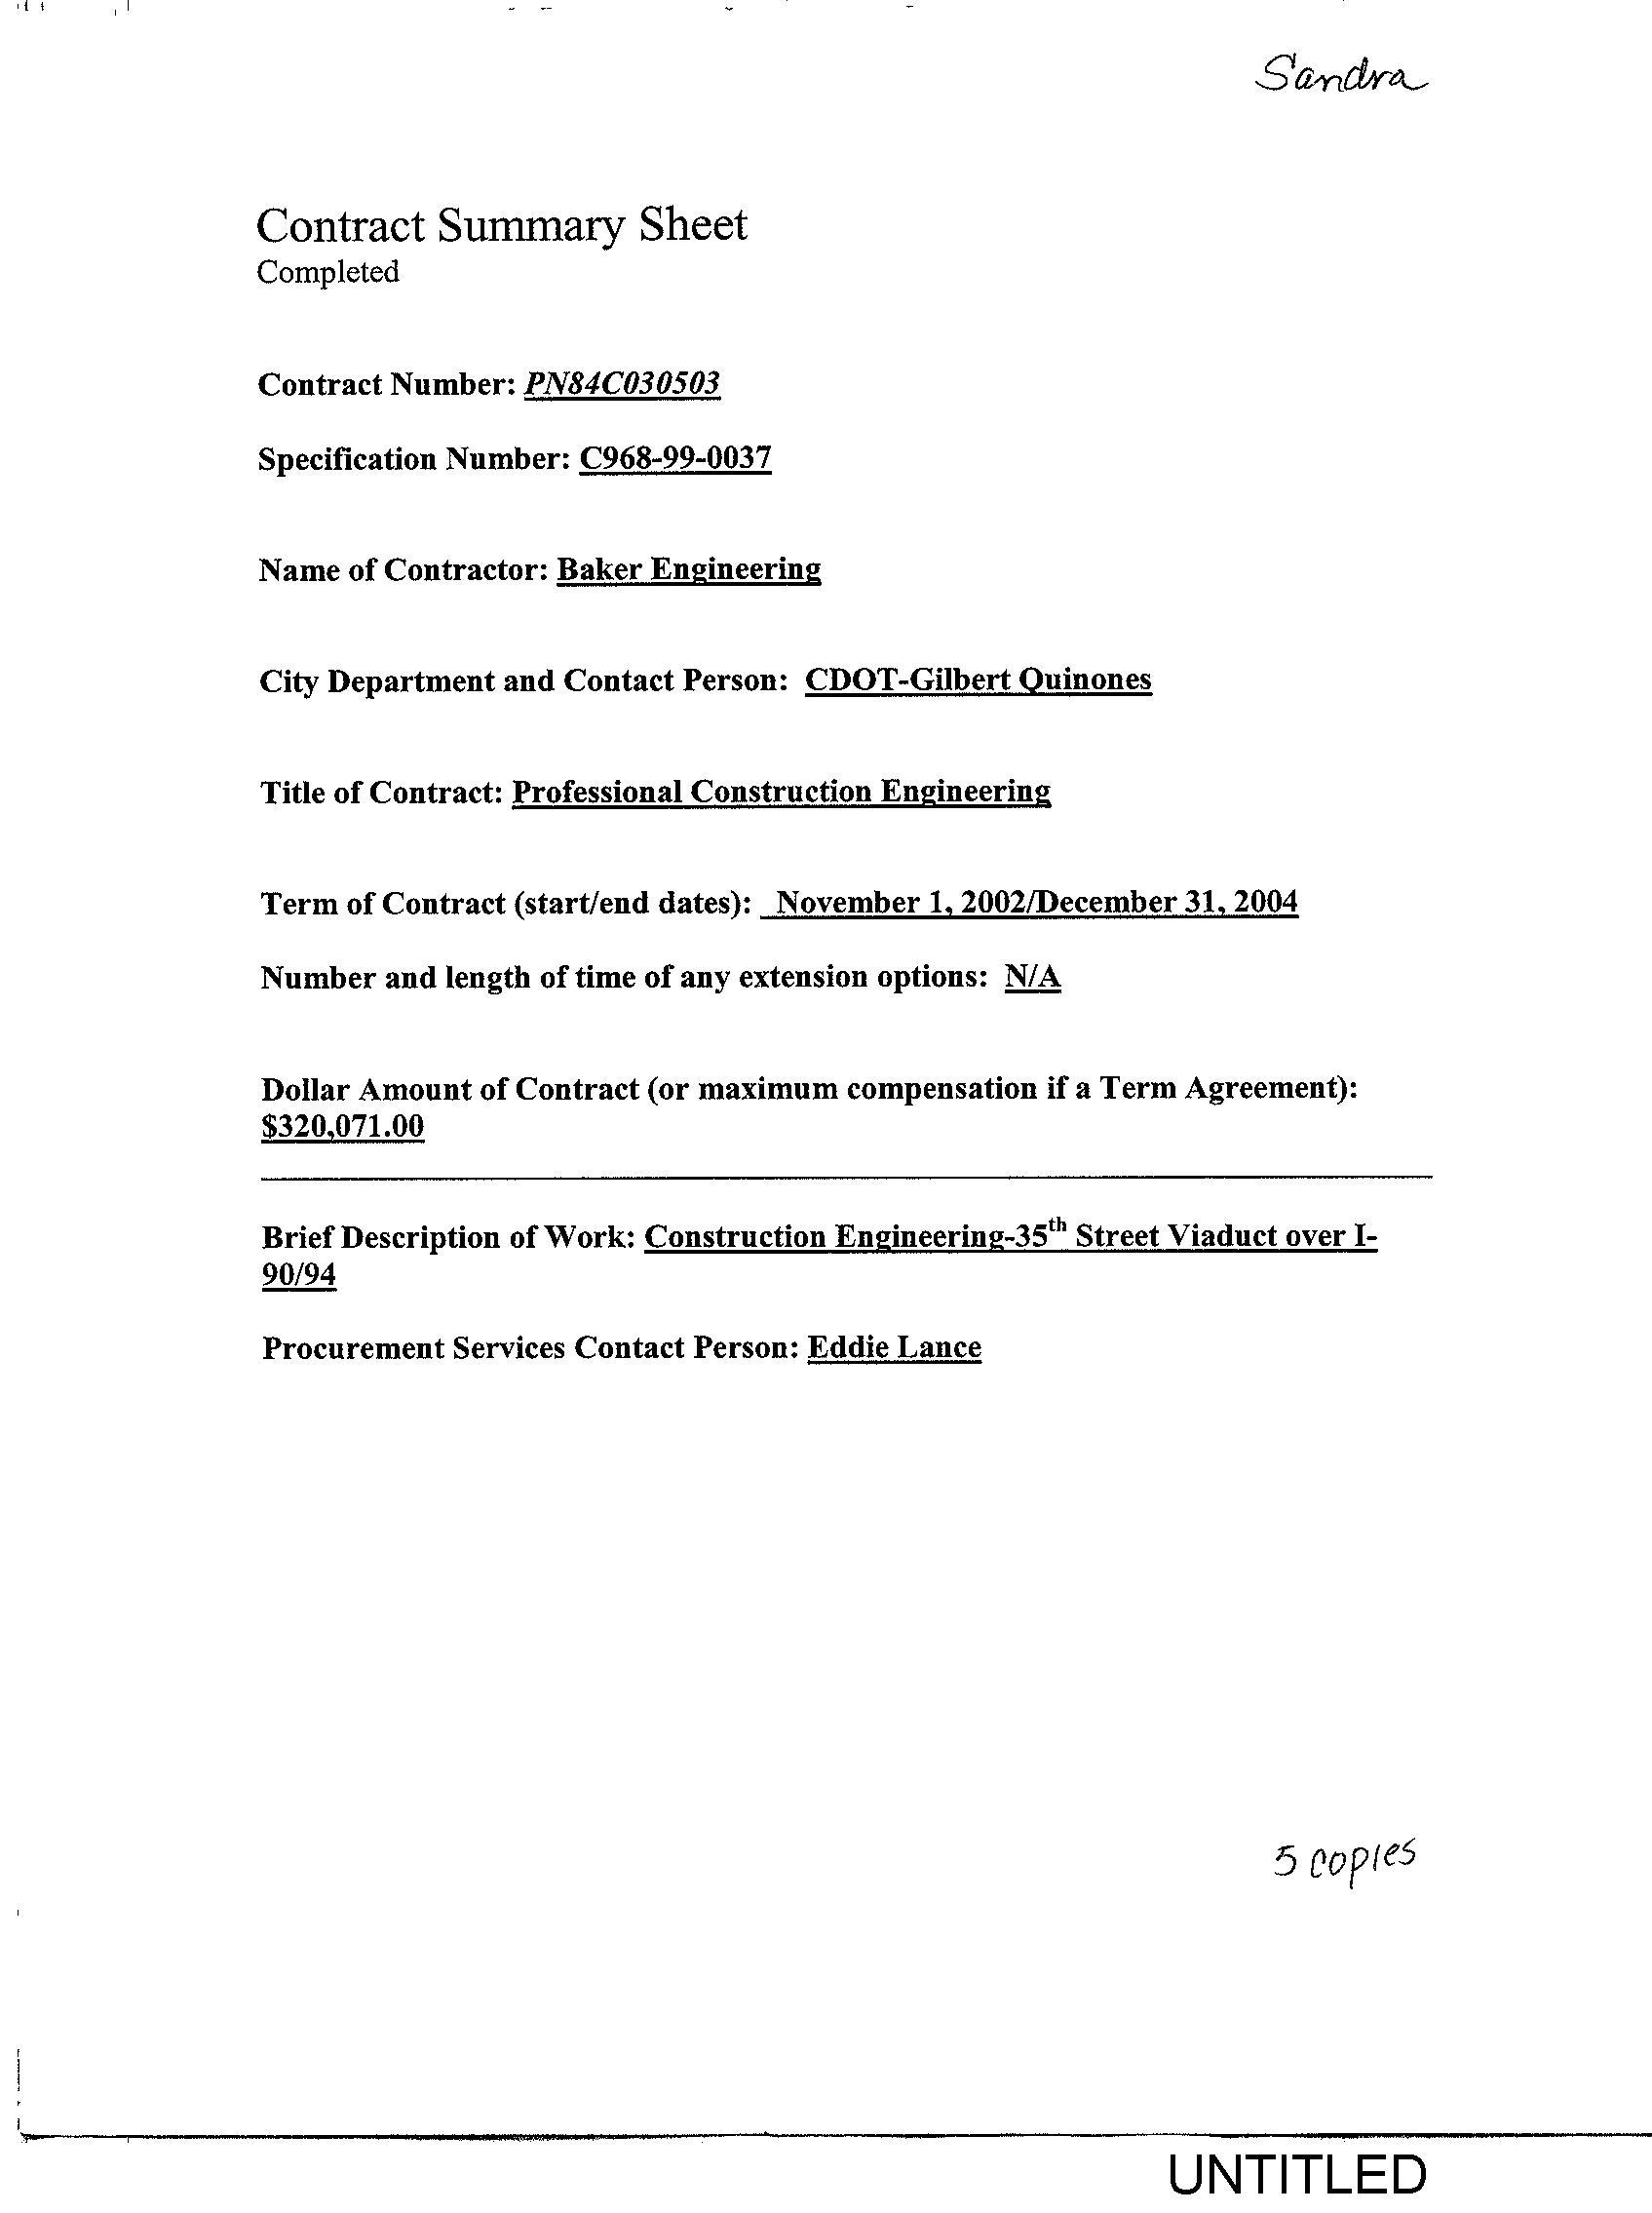 Sandra
Contract Summary Sheet
Completed
Contract Number: PN84C030503
Specification Number: C968-99-0037
Name of Contractor: Baker Engineering
City Department and Contact Person: CDOT-Gilbert Quinones
Title of Contract: Professional Construction Engineering
Term of Contract (start/end dates): November 1, 2002/December 31, 2004
Number and length of time of any extension options: N/A
Dollar Amount of Contract (or maximum compensation if a Term Agreement):
$320,071.00
Brief Description of Work: Construction Engineering-35th Street Viaduct over I-
90/94
Procurement Services Contact Person: Eddie Lance
5 copies
UNTITLED